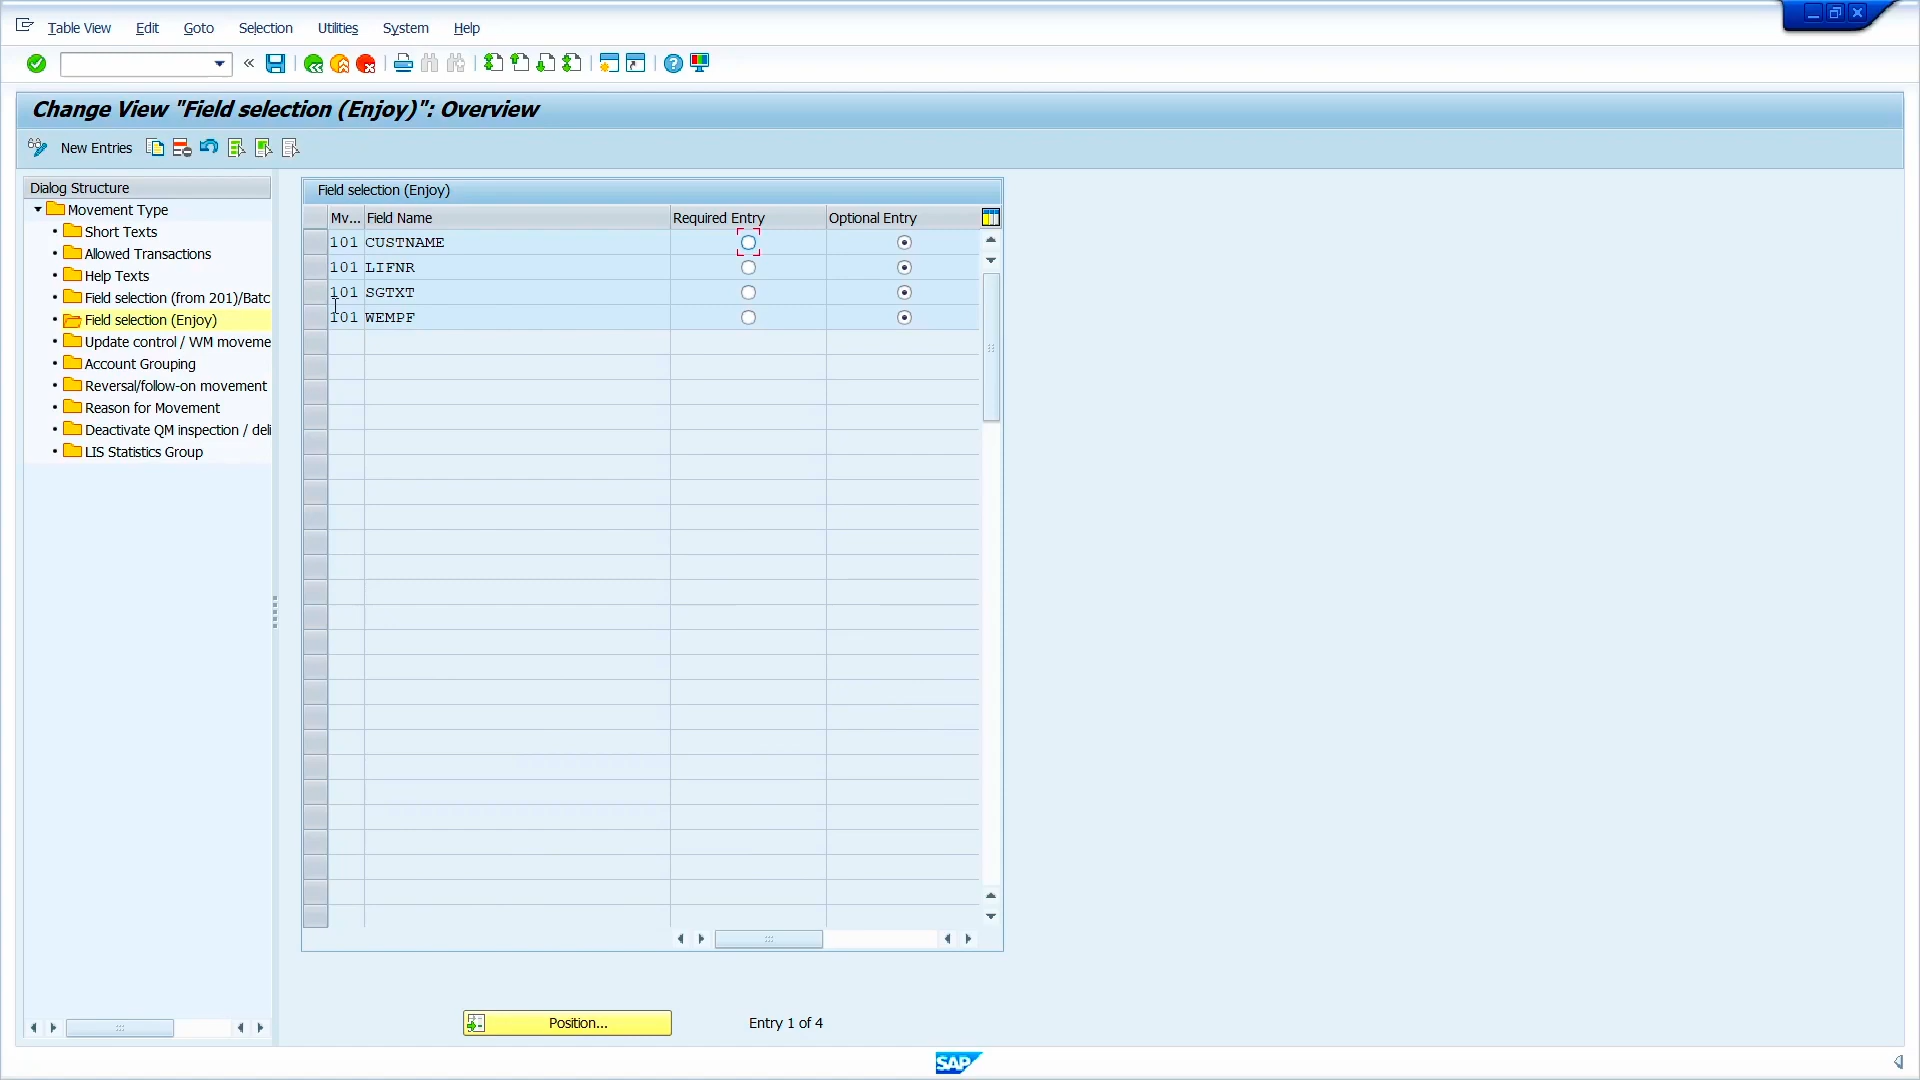 Table View Edit Goto Selection Utilities System Help
Change View "Field selection (Enjoy)": Overview
New Entries
Dialog Structure
Movement Type
Short Texts
Allowed Transactions
Help Texts
Field selection (from 201)/Batc
Field selection (Enjoy)
Update control / WM moveme
Account Grouping
Reversal/follow-on movement
Reason for Movement
Deactivate QM inspection / deli
LIS Statistics Group
Field selection (Enjoy)
Mv... Field Name Required Entry Optional Entry
101 CUSTNAME
101 LIFNR
101 SGTXT
101 WEMPF
Position... Entry 1 of 4
SAP